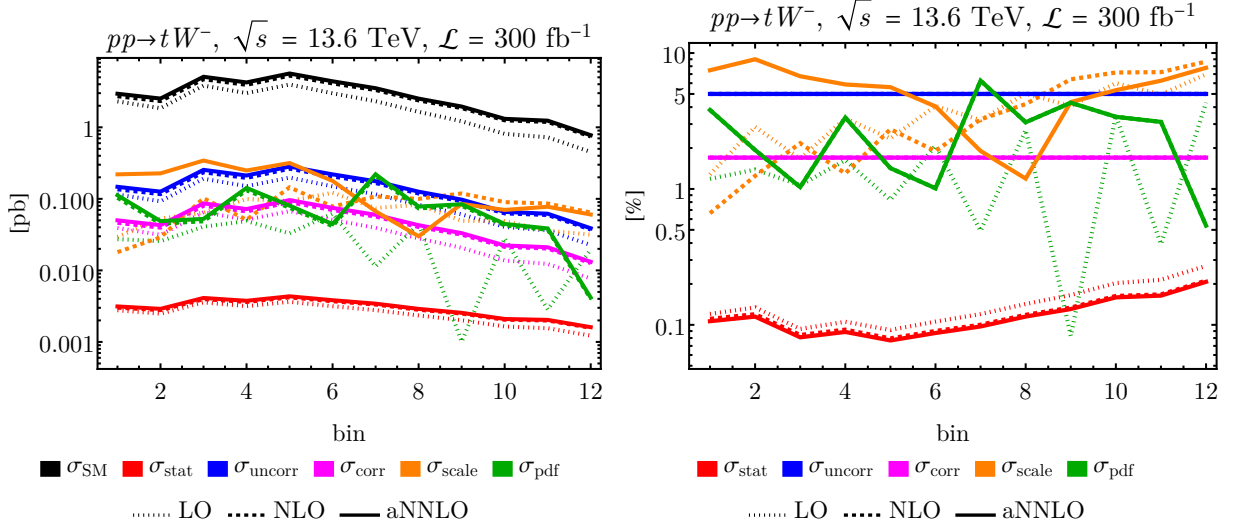 pp→tW⁻, √s = 13.6 TeV, ℒ = 300 fb⁻¹
[pb]
1
0.100
0.010
0.001
2 4 6 8 10 12
bin
σSM σstat σuncorr σcorr σscale σpdf
LO NLO aNNLO
pp→tW⁻, √s = 13.6 TeV, ℒ = 300 fb⁻¹
[%]
10
5
1
0.5
0.1
2 4 6 8 10 12
bin
σstat σuncorr σcorr σscale σpdf
LO NLO aNNLO